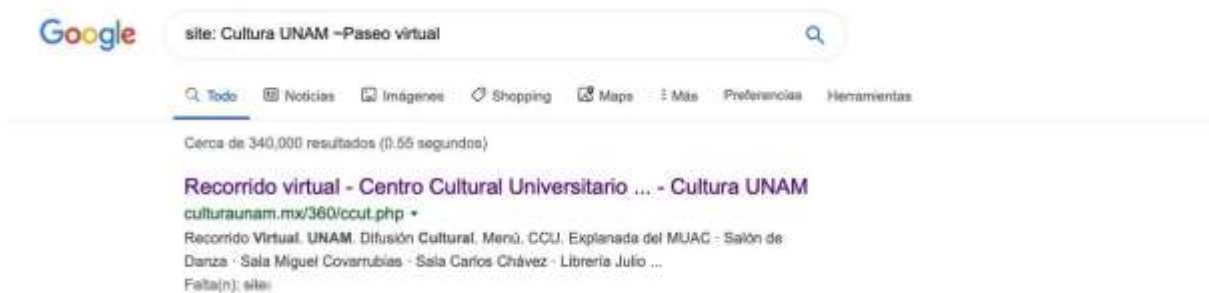 Google
site: Cultura UNAM ~Paseo virtual
Todo Noticias Imágenes Shopping Maps Más Preferencias Herramientas
Cerca de 340,000 resultados (0.55 segundos)
Recorrido virtual - Centro Cultural Universitario ... - Cultura UNAM
culturaunam.mx/360/ccut.php
Recorrido Virtual. UNAM. Difusión Cultural. Menú. CCU. Explanada del MUAC · Salón de
Danza · Sala Miguel Covarrubias · Sala Carlos Chávez · Librería Julio ...
Falta(n): site: